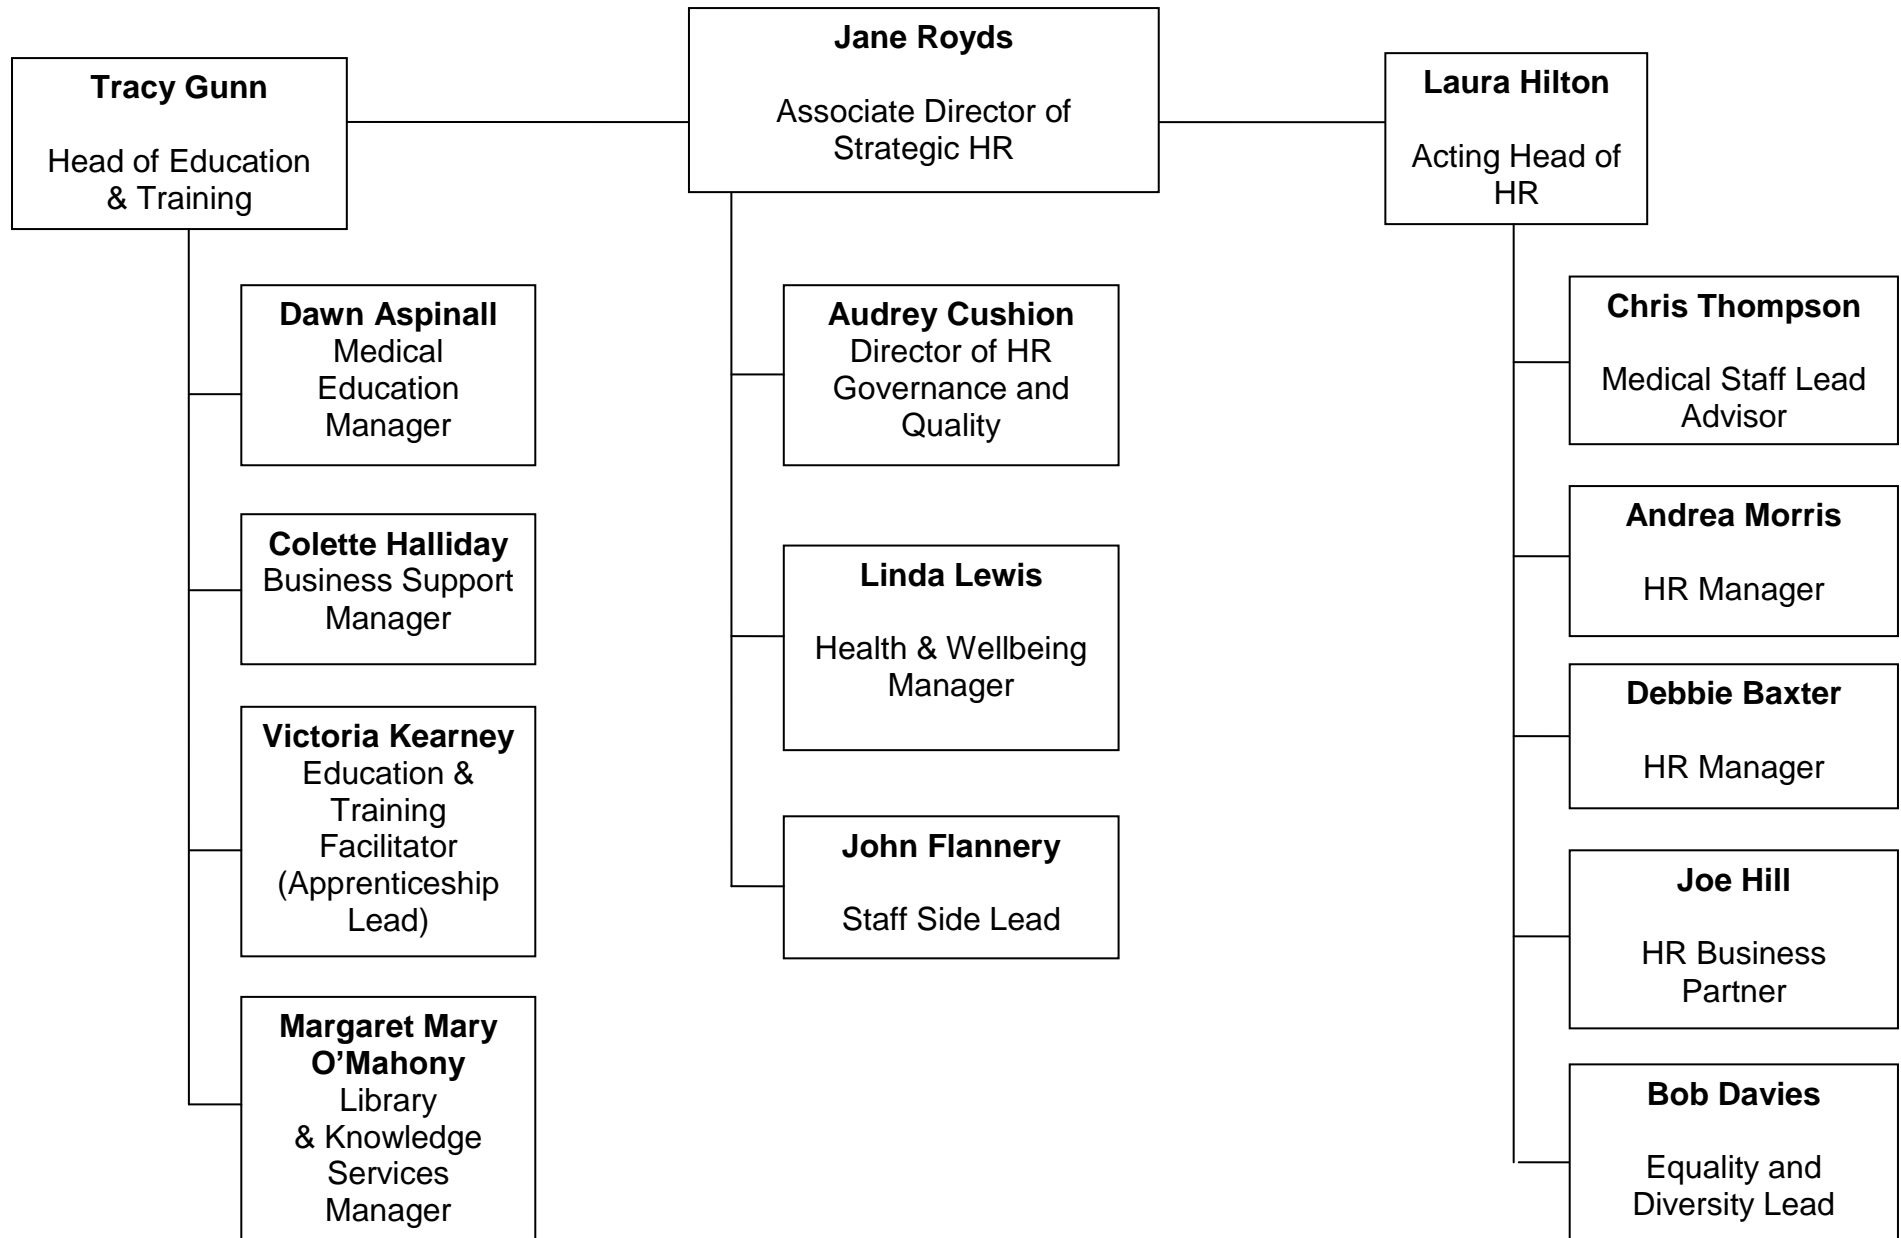 Jane Royds
Associate Director of
Strategic HR
Tracy Gunn
Head of Education
& Training
Laura Hilton
Acting Head of
HR
Dawn Aspinall
Medical
Education
Manager
Colette Halliday
Business Support
Manager
Victoria Kearney
Education &
Training
Facilitator
(Apprenticeship
Lead)
Margaret Mary
O’Mahony
Library
& Knowledge
Services
Manager
Audrey Cushion
Director of HR
Governance and
Quality
Linda Lewis
Health & Wellbeing
Manager
John Flannery
Staff Side Lead
Chris Thompson
Medical Staff Lead
Advisor
Andrea Morris
HR Manager
Debbie Baxter
HR Manager
Joe Hill
HR Business
Partner
Bob Davies
Equality and
Diversity Lead